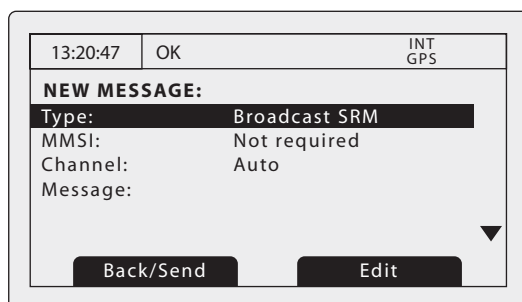 13:20:47 OK INT
GPS
NEW MESSAGE:
Type: Broadcast SRM
MMSI: Not required
Channel: Auto
Message:
Back/Send Edit